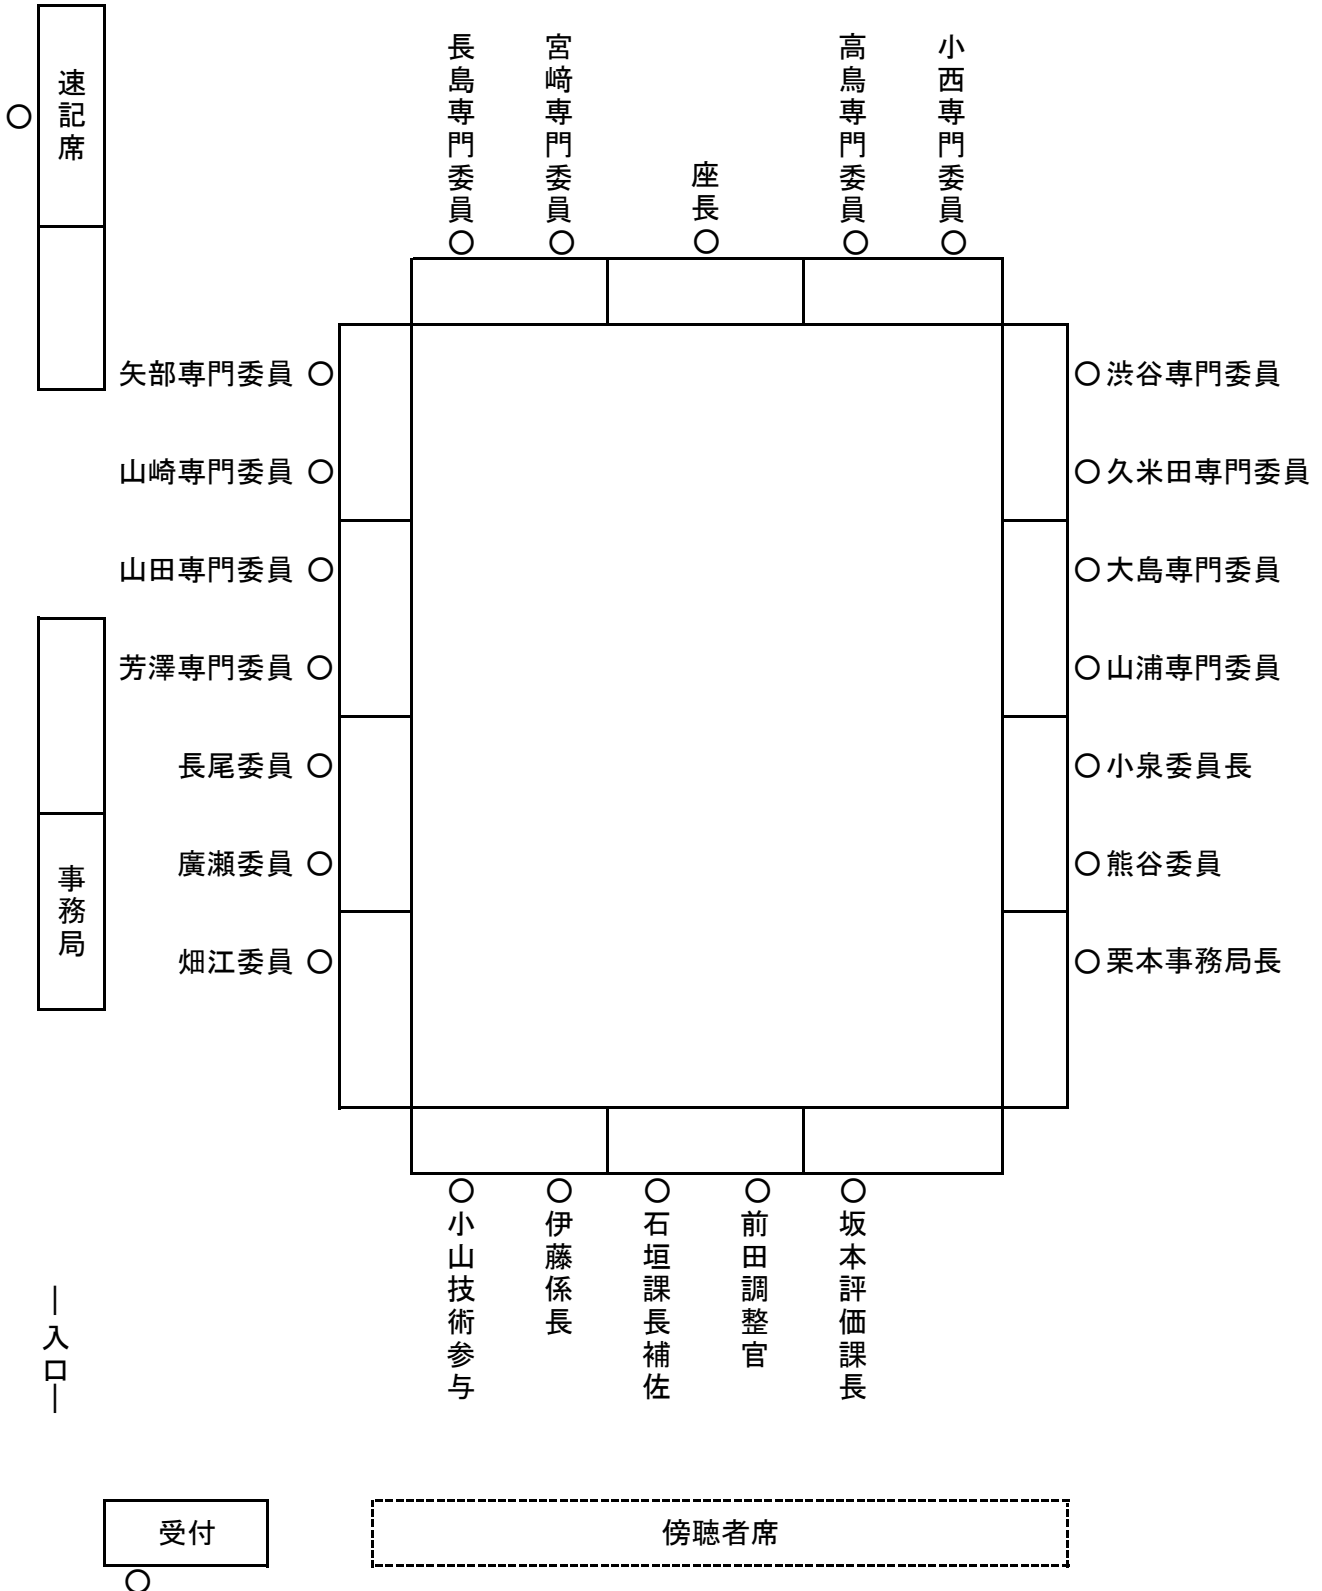 速記席
長島専門委員
宮﨑専門委員
座長
高鳥専門委員
小西専門委員
矢部専門委員
渋谷専門委員
山崎専門委員
久米田専門委員
山田専門委員
大島専門委員
芳澤専門委員
山浦専門委員
長尾委員
小泉委員長
廣瀬委員
熊谷委員
事務局
畑江委員
栗本事務局長
小山技術参与
伊藤係長
石垣課長補佐
前田調整官
坂本評価課長
入口
受付
傍聴者席